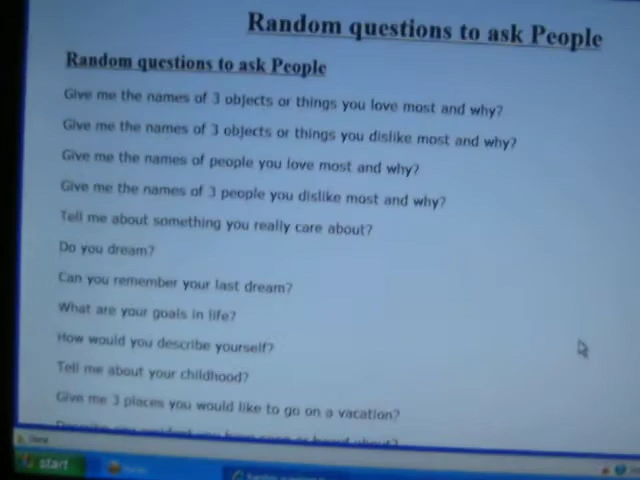 Random questions to ask People
Random questions to ask People
Give me the names of 3 objects or things you love most and why?
Give me the names of 3 objects or things you dislike most and why?
Give me the names of people you love most and why?
Give me the names of 3 people you dislike most and why?
Tell me about something you really care about?
Do you dream?
Can you remember your last dream?
What are your goals in life?
How would you describe yourself?
Tell me about your childhood?
Give me 3 places you would like to go on a vacation?
Done
start